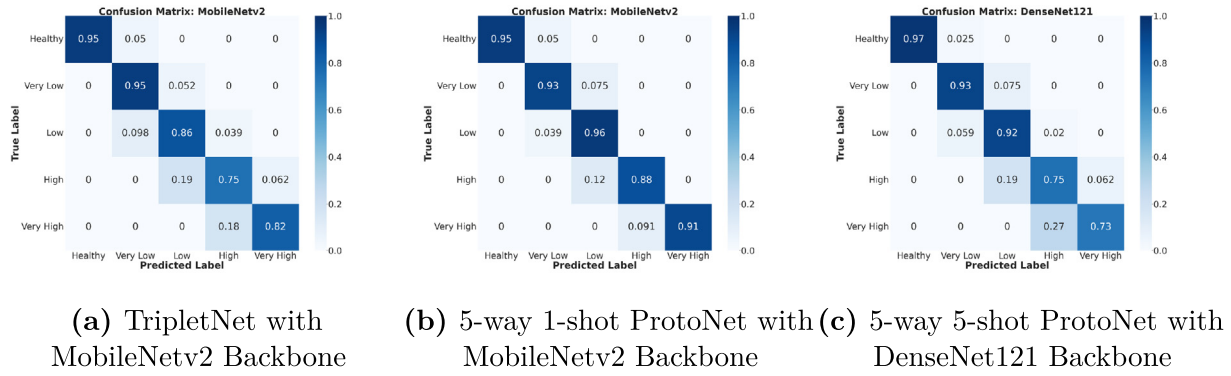 Confusion Matrix: MobileNetv2
Healthy 0.95 0.05 0 0 0
Very Low 0 0.95 0.052 0 0
Low 0 0.098 0.86 0.039 0
High 0 0 0.19 0.75 0.062
Very High 0 0 0 0.18 0.82
Healthy Very Low Low High Very High
Predicted Label
True Label
1.0
0.8
0.6
0.4
0.2
0.0
Confusion Matrix: MobileNetv2
Healthy 0.95 0.05 0 0 0
Very Low 0 0.93 0.075 0 0
Low 0 0.039 0.96 0 0
High 0 0 0.12 0.88 0
Very High 0 0 0 0.091 0.91
Healthy Very Low Low High Very High
Predicted Label
True Label
1.0
0.8
0.6
0.4
0.2
0.0
Confusion Matrix: DenseNet121
Healthy 0.97 0.025 0 0 0
Very Low 0 0.93 0.075 0 0
Low 0 0.059 0.92 0.02 0
High 0 0 0.19 0.75 0.062
Very High 0 0 0 0.27 0.73
Healthy Very Low Low High Very High
Predicted Label
True Label
1.0
0.8
0.6
0.4
0.2
0.0
(a) TripletNet with
MobileNetv2 Backbone
(b) 5-way 1-shot ProtoNet with
MobileNetv2 Backbone
(c) 5-way 5-shot ProtoNet with
DenseNet121 Backbone